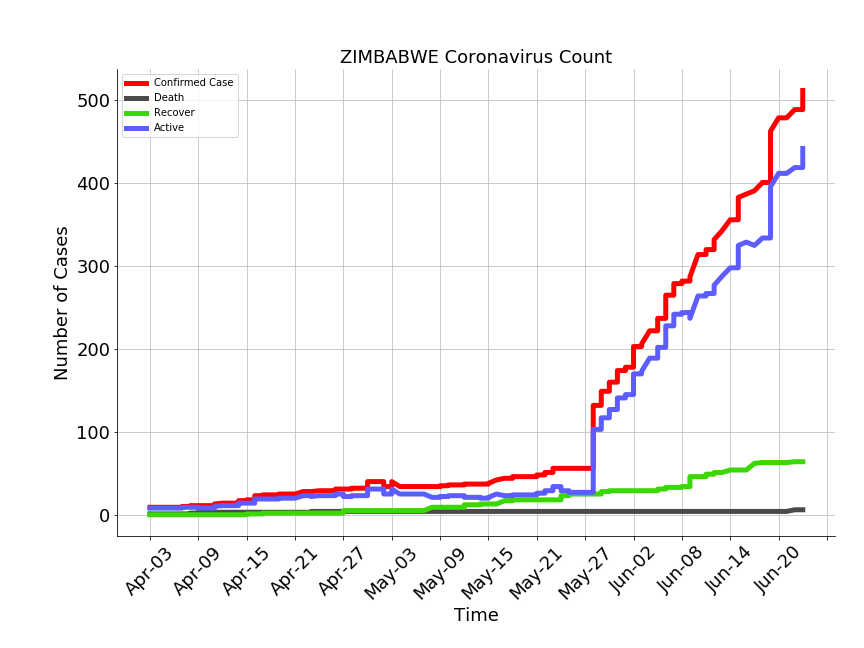 ZIMBABWE Coronavirus Count
Confirmed Case
Death
Recover
Active
Number of Cases
500
400
300
200
100
0
Apr-03
Apr-09
Apr-15
Apr-21
Apr-27
May-03
May-09
May-15
May-21
May-27
Jun-02
Jun-08
Jun-14
Jun-20
Time